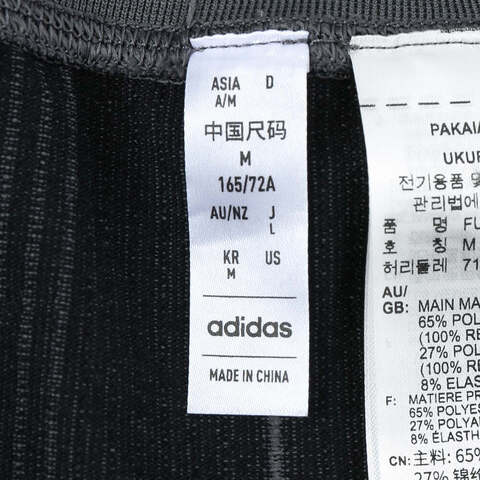 ASIA D
A/M
中国尺码
M
165/72A
AU/NZ J
L
KR US
M
adidas
MADE IN CHINA
PAKAIA
UKUR
전기용품 및
관리법에
품 명 FU
호 칭 M
허리둘레 71
AU/
GB: MAIN MA
65% POL
(100% RE
27% POL
(100% RE
8% ELAS
F: MATIERE PR
65% POLYES
27% POLYA
8% ÉLASTH
CN: 主料: 65%
27% 锦纶